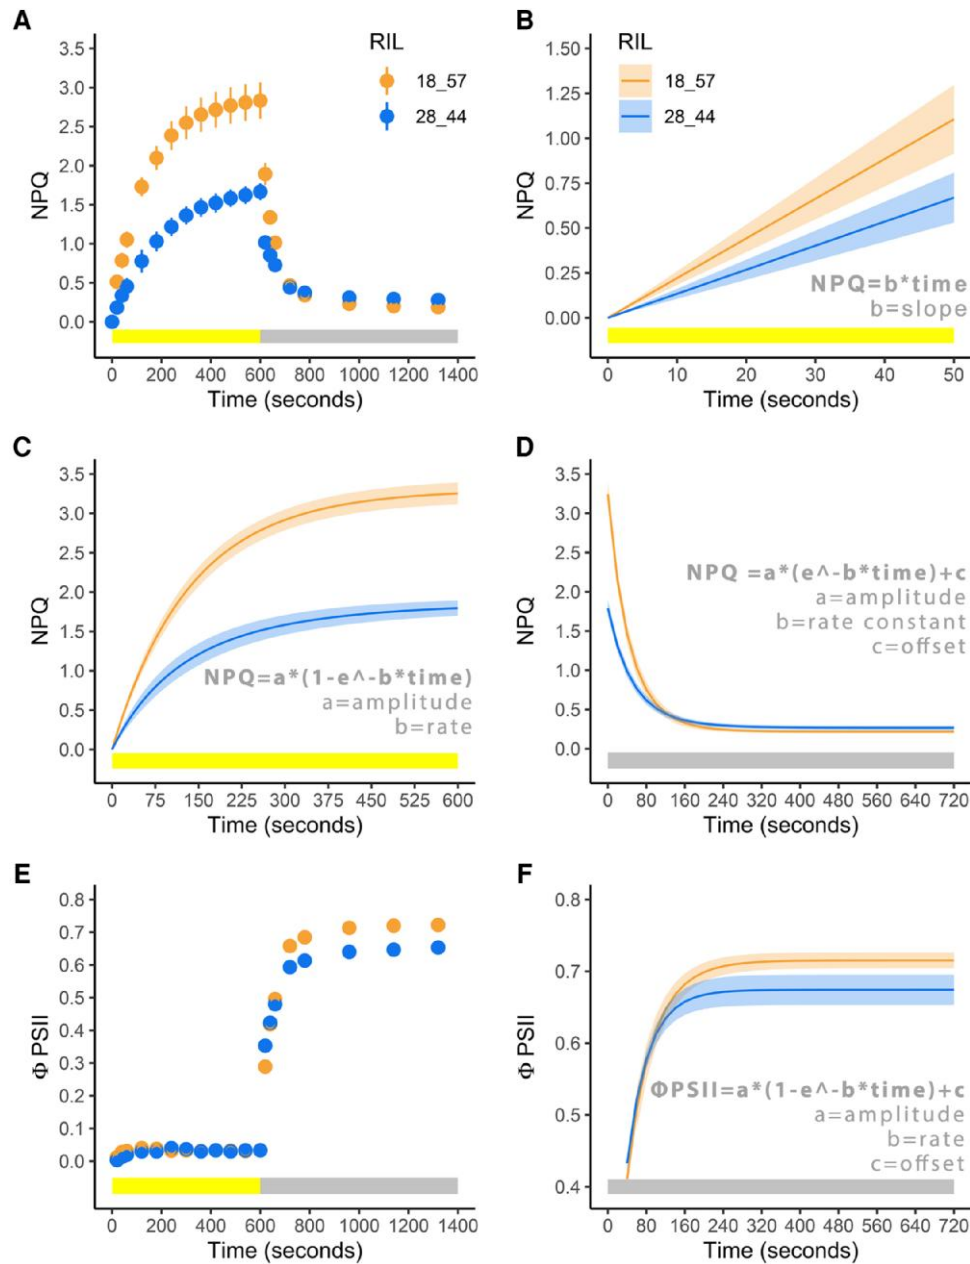 A
NPQ
3.5
3.0
2.5
2.0
1.5
1.0
0.5
0.0
RIL
18_57
28_44
0 200 400 600 800 1000 1200 1400
Time (seconds)
B
NPQ
1.50
1.25
1.00
0.75
0.50
0.25
0.00
RIL
18_57
28_44
NPQ=b*time
b=slope
0 10 20 30 40 50
Time (seconds)
C
NPQ
3.5
3.0
2.5
2.0
1.5
1.0
0.5
0.0
NPQ=a*(1-e^-b*time)
a=amplitude
b=rate
0 75 150 225 300 375 450 525 600
Time (seconds)
D
NPQ
3.5
3.0
2.5
2.0
1.5
1.0
0.5
0.0
NPQ =a*(e^-b*time)+c
a=amplitude
b=rate constant
c=offset
0 80 160 240 320 400 480 560 640 720
Time (seconds)
E
Φ PSII
0.8
0.7
0.6
0.5
0.4
0.3
0.2
0.1
0.0
0 200 400 600 800 1000 1200 1400
Time (seconds)
F
Φ PSII
0.8
0.7
0.6
0.5
0.4
ΦPSII=a*(1-e^-b*time)+c
a=amplitude
b=rate
c=offset
0 80 160 240 320 400 480 560 640 720
Time (seconds)